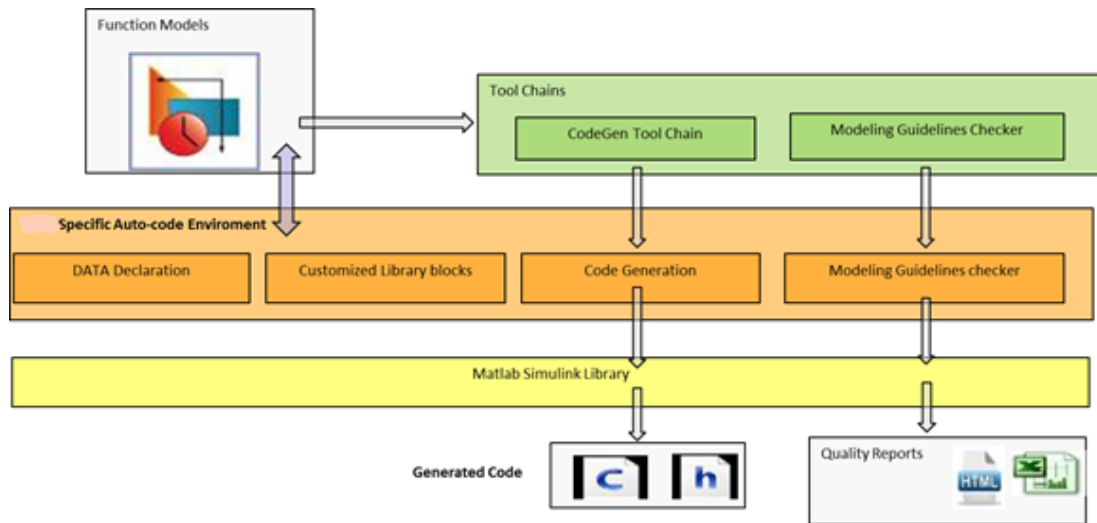 Function Models
Tool Chains
CodeGen Tool Chain
Modeling Guidelines Checker
Specific Auto-code Enviroment
DATA Declaration
Customized Library blocks
Code Generation
Modeling Guidelines checker
Matlab Simulink Library
Generated Code
c
h
Quality Reports
HTML
X